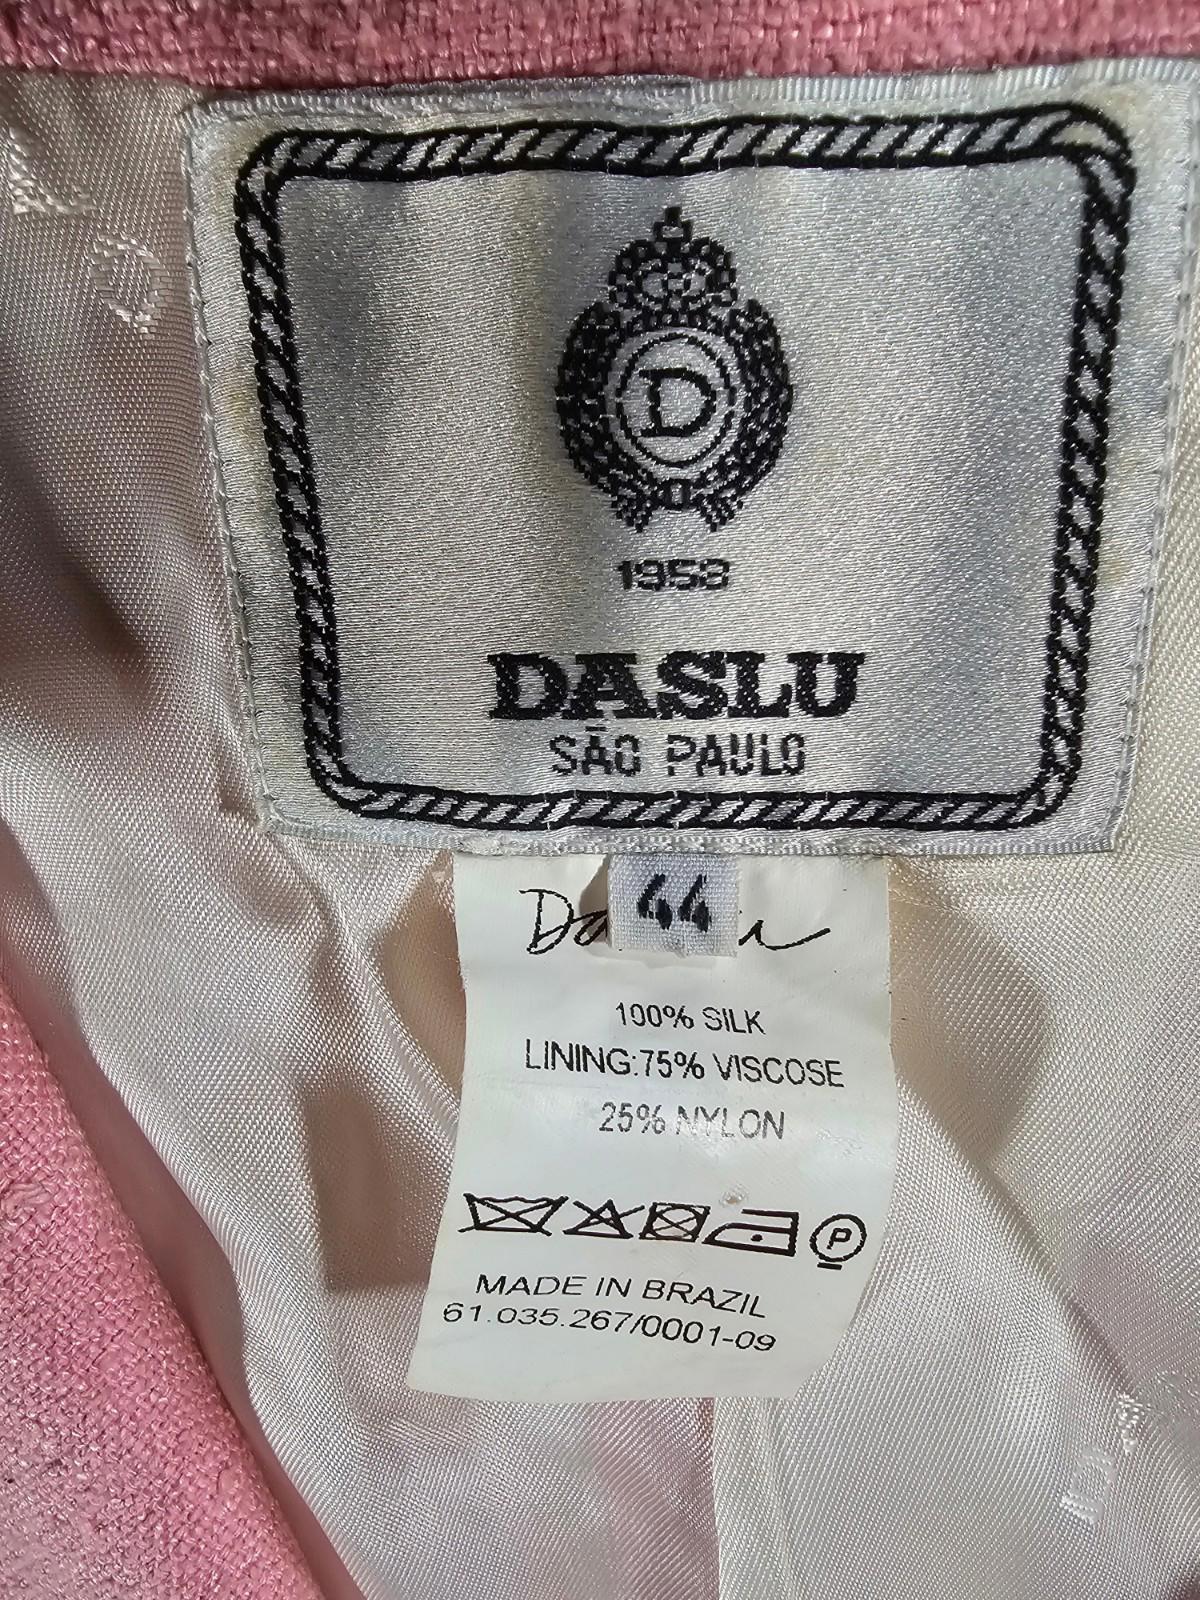 D
1958
DASLU
SÃO PAULO
44
100% SILK
LINING:75% VISCOSE
25% NYLON
P
MADE IN BRAZIL
61.035.267/0001-09